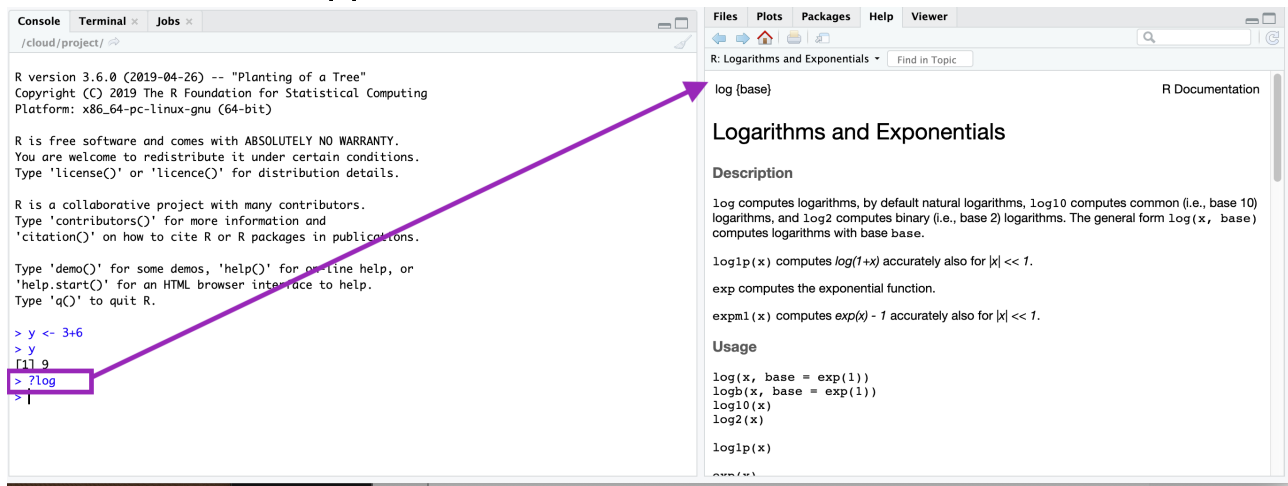 Console Terminal × Jobs ×
/cloud/project/
R version 3.6.0 (2019-04-26) -- "Planting of a Tree"
Copyright (C) 2019 The R Foundation for Statistical Computing
Platform: x86_64-pc-linux-gnu (64-bit)
R is free software and comes with ABSOLUTELY NO WARRANTY.
You are welcome to redistribute it under certain conditions.
Type 'license()' or 'licence()' for distribution details.
R is a collaborative project with many contributors.
Type 'contributors()' for more information and
'citation()' on how to cite R or R packages in publications.
Type 'demo()' for some demos, 'help()' for on-line help, or
'help.start()' for an HTML browser interface to help.
Type 'q()' to quit R.
> y <- 3+6
> y
[1] 9
> ?log
>
Files Plots Packages Help Viewer
R: Logarithms and Exponentials Find in Topic
log {base} R Documentation
Logarithms and Exponentials
Description
log computes logarithms, by default natural logarithms, log10 computes common (i.e., base 10)
logarithms, and log2 computes binary (i.e., base 2) logarithms. The general form log(x, base)
computes logarithms with base base.
log1p(x) computes log(1+x) accurately also for |x| << 1.
exp computes the exponential function.
expm1(x) computes exp(x) - 1 accurately also for |x| << 1.
Usage
log(x, base = exp(1))
logb(x, base = exp(1))
log10(x)
log2(x)
log1p(x)
exp(x)